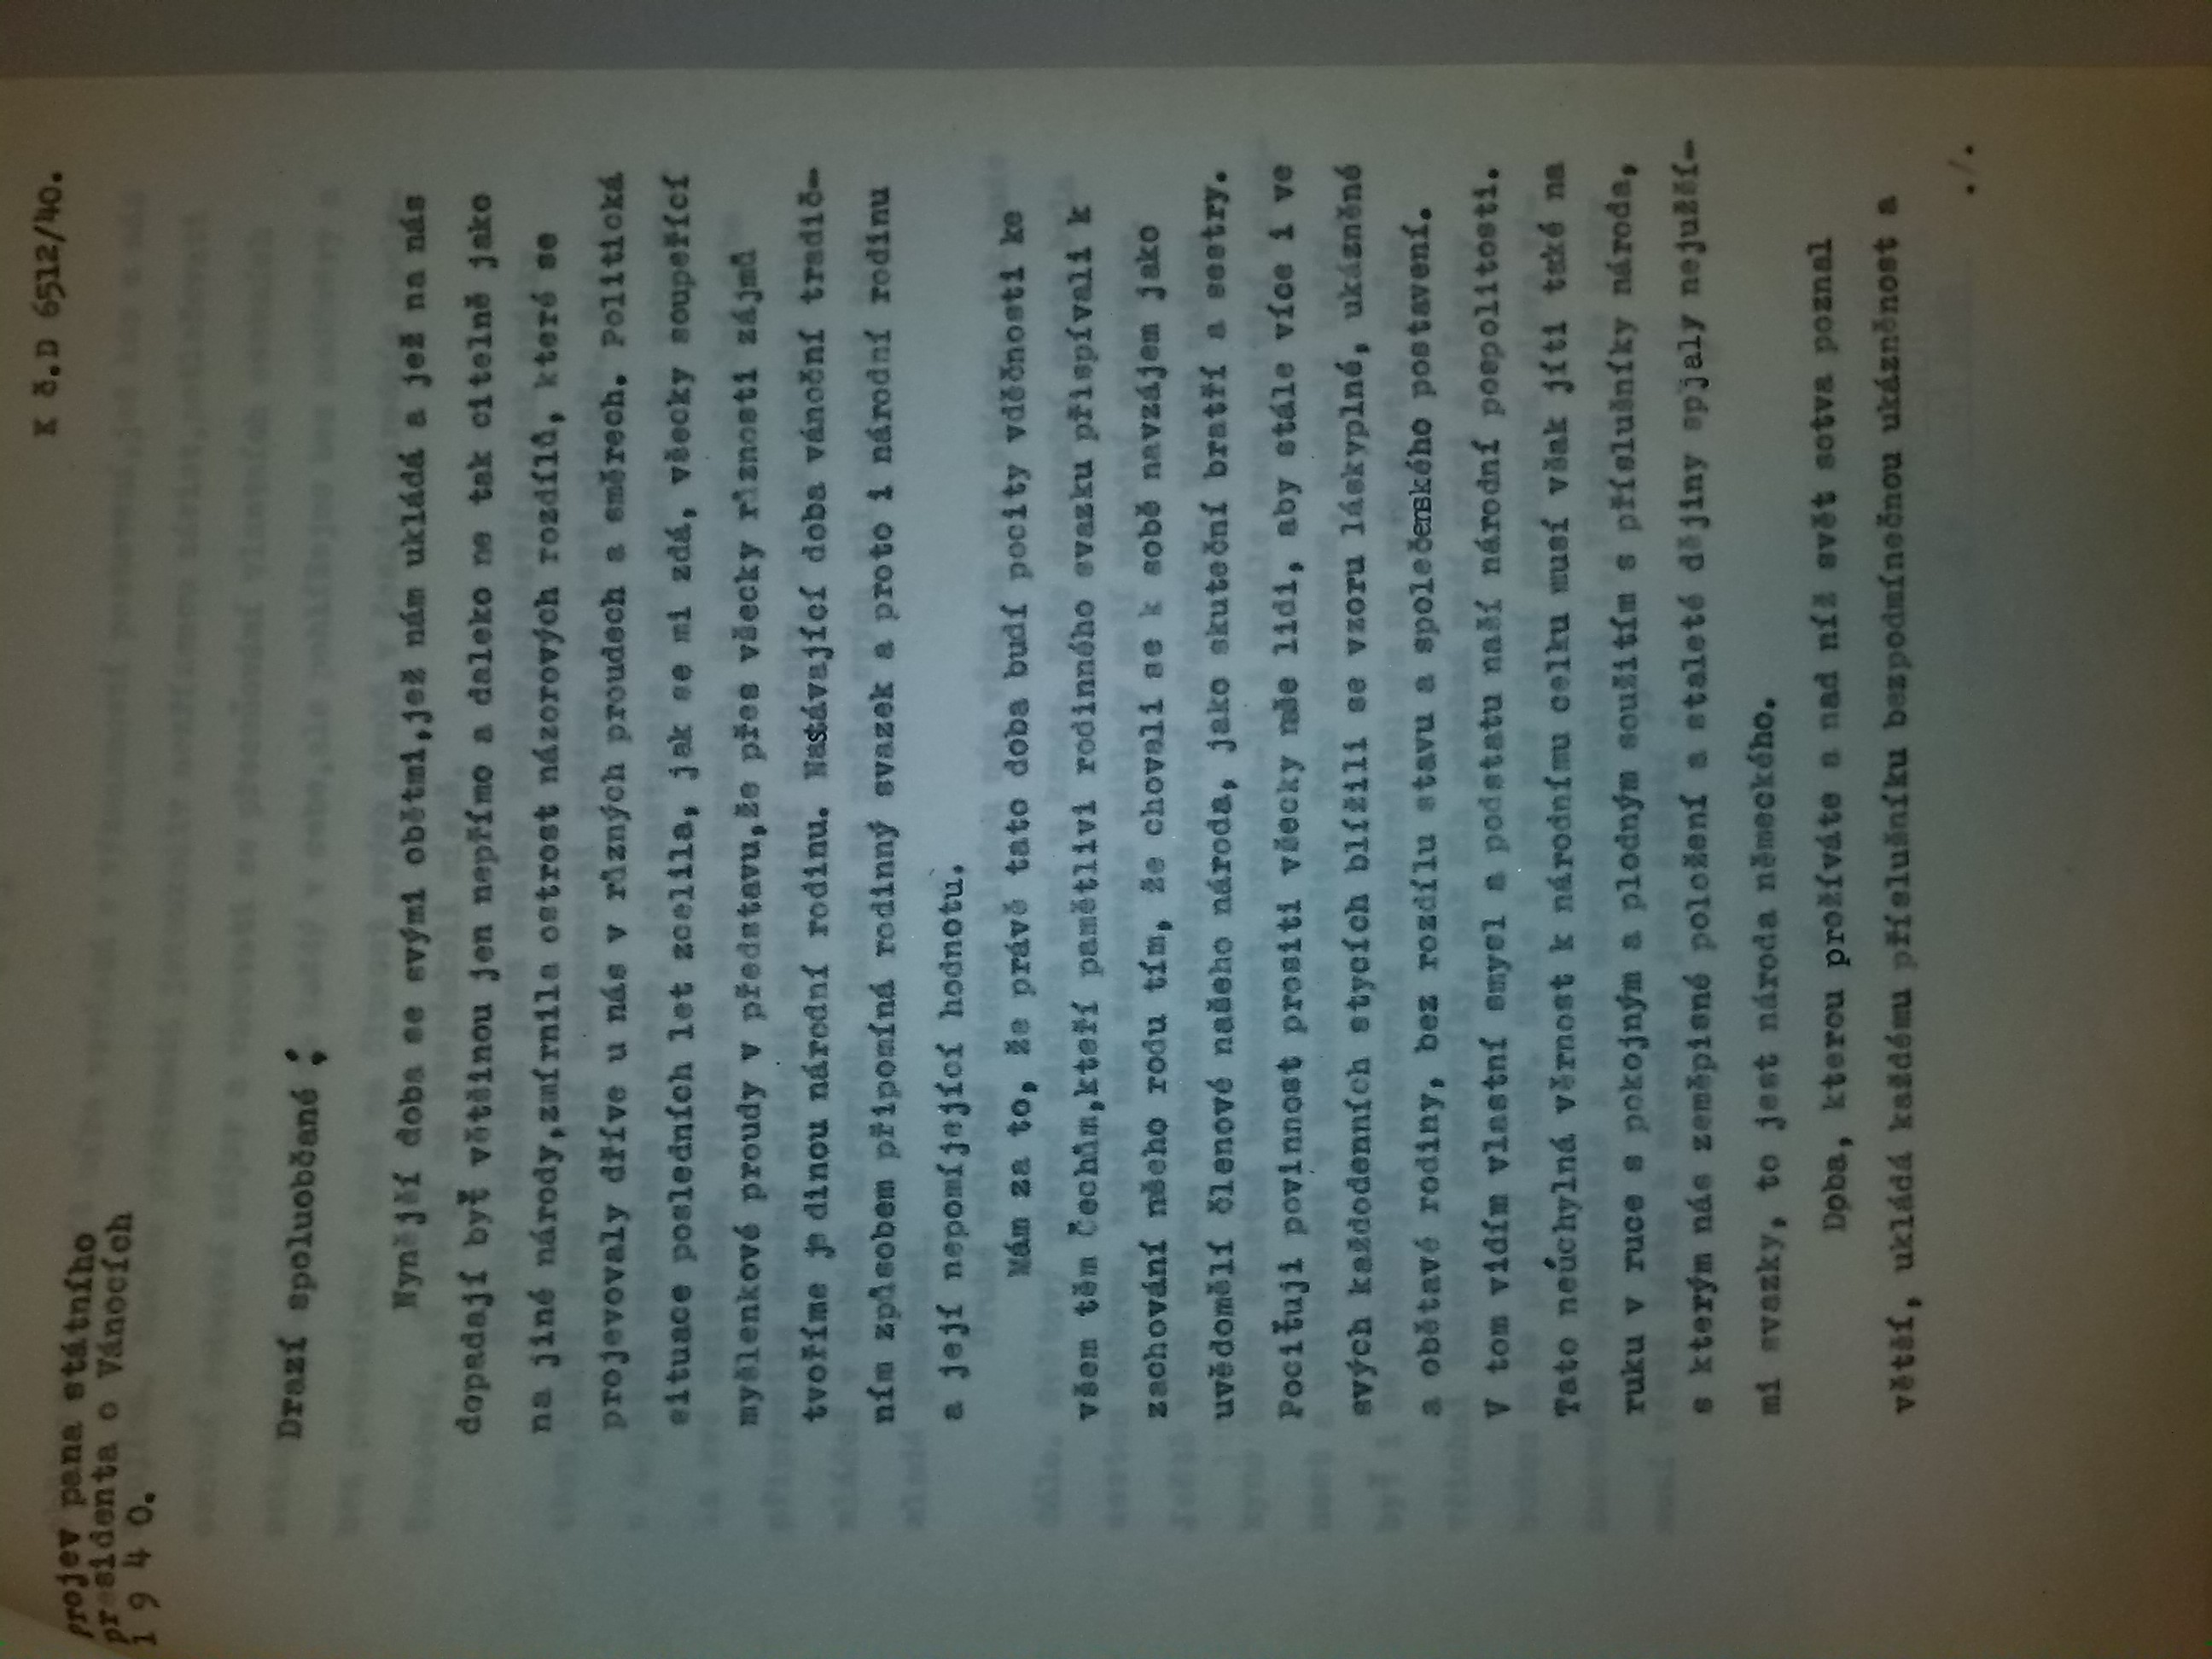 K č.D 6512/40.
projev pana státního
presidenta o Vánocích
1 9 4 0.
Drazí spoluobčané ;
Nynější doba se svými obětmi,jež nám ukládá a jež na nás
dopadají byť většinou jen nepřímo a daleko ne tak citelně jako
na jiné národy,zmírnila ostrost názorových rozdílů, které se
projevovaly dříve u nás v různých proudech a směrech. Politická
situace posledních let zcelila, jak se mi zdá, všecky soupeřící
myšlenkové proudy v představu,že přes všecky různosti zájmů
tvoříme jedinou národní rodinu. Nastávající doba vánoční tradič-
ním způsobem připomíná rodinný svazek a proto i národní rodinu
a její nepomíjející hodnotu.
Mám za to, že právě tato doba budí pocity vděčnosti ke
všem těm Čechům,kteří pamětlivi rodinného svazku přispívali k
zachování něšho rodu tím, že chovali se k sobě navzájem jako
uvědomělí členové našeho národa, jako skuteční bratří a sestry.
Pociťuji povinnost prositi všecky nše lidi, aby stále více i ve
svých každodenních stycích blížili se vzoru láskyplné, ukázněné
a obětavé rodiny, bez rozdílu stavu a společenského postavení.
V tom vidím vlastní smysl a podstatu naší národní pospolitosti.
Tato neúchylná věrnost k národnímu celku musí však jíti také na
ruku v ruce s pokojným a plodným soužitím s příslušníky národa,
s kterým nás zeměpisné položení a staleté dějiny spjaly nejužší-
mi svazky, to jest národa německého.
Dpba, kterou prožíváte a nad níž svět sotva poznal
větší, ukládá každému příslušníku bezpodmínečnou ukázněnost a
./.